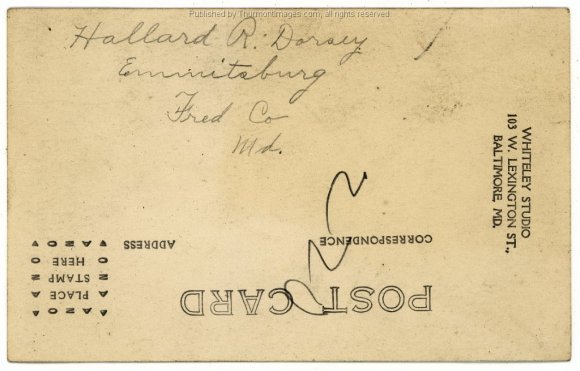 Published by Thurmontimages.com, all rights reserved.
Hallard R. Dorsey
Emmitsburg
Fred Co
Md.
WHITELEY STUDIO
103 W. LEXINGTON ST.,
BALTIMORE, MD.
POST CARD
CORRESPONDENCE
ADDRESS
PLACE
STAMP
HERE